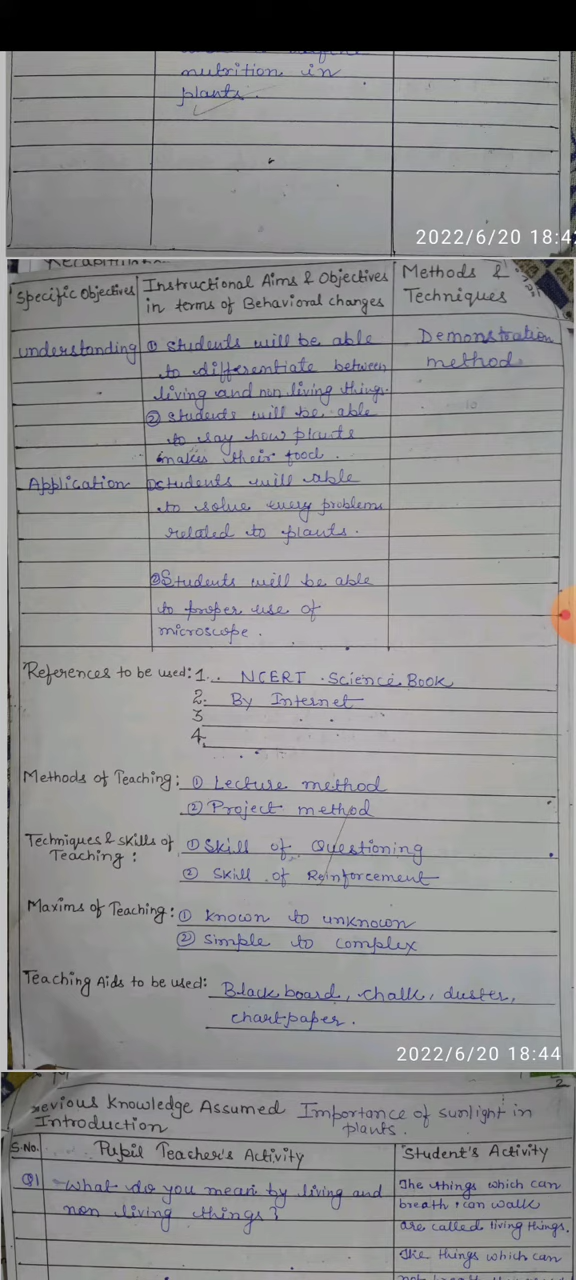 nutrition in
plants.
2022/6/20 18:42
Specific Objectives
Instructional Aims & Objectives
in terms of Behavioral changes
Methods &
Techniques
understanding
① Students will be able
to differentiate between
living and non living things.
② Students will be able
to say how plants
makes their food.
Demonstration
method
Application
① Students will able
to solve every problems
related to plants.
② Students will be able
to proper use of
microscope.
References to be used: 1. NCERT Science Book
2. By Internet
3
4.
Methods of Teaching: ① Lecture method
② Project method
Techniques & skills of
Teaching:
① Skill of Questioning
② Skill of Reinforcement
Maxims of Teaching: ① Known to unknown
② Simple to complex
Teaching Aids to be used: Black board, chalk, duster,
chartpaper.
2022/6/20 18:44
2
evious Knowledge Assumed Importance of sunlight in
plants.
Introduction
S.No. Pupil Teacher's Activity Student's Activity
Q1 What do you mean by living and
non living things?
The things which can
breath, can walk
are called living things.
The things which can